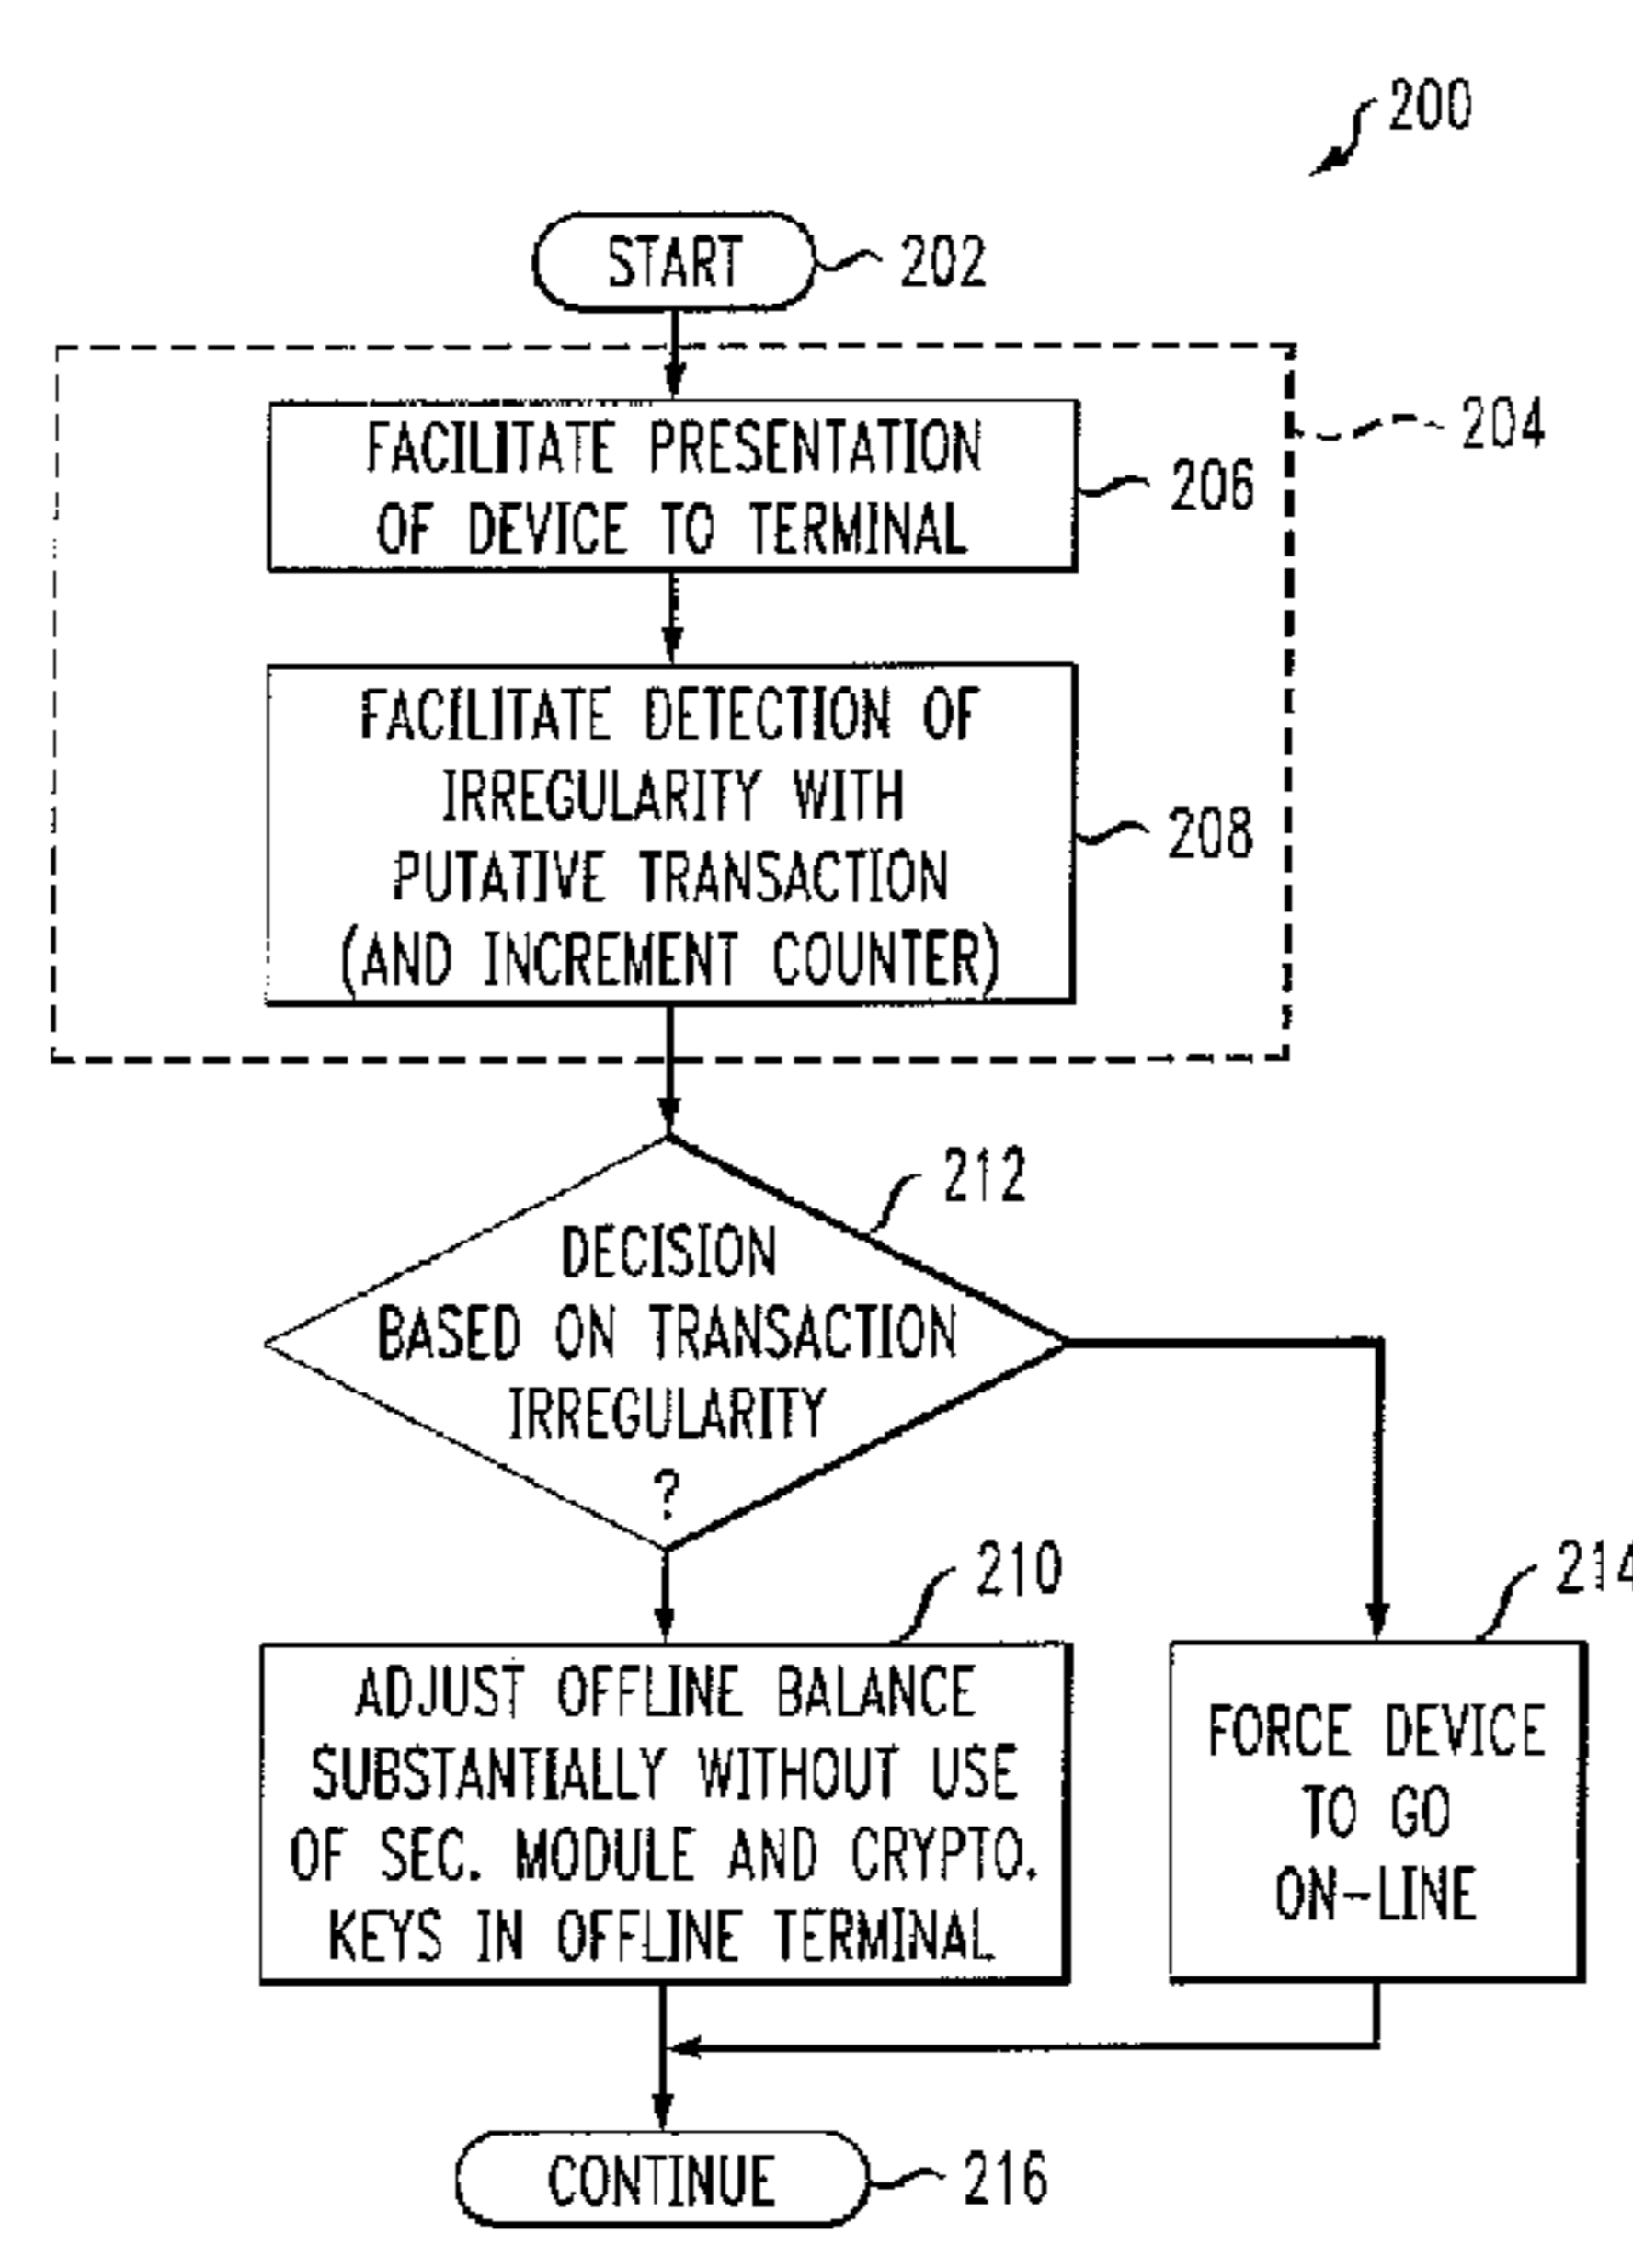 200
START
202
204
FACILITATE PRESENTATION
OF DEVICE TO TERMINAL
206
FACILITATE DETECTION OF
IRREGULARITY WITH
PUTATIVE TRANSACTION
(AND INCREMENT COUNTER)
208
212
DECISION
BASED ON TRANSACTION
IRREGULARITY
?
210
ADJUST OFFLINE BALANCE
SUBSTANTIALLY WITHOUT USE
OF SEC. MODULE AND CRYPTO.
KEYS IN OFFLINE TERMINAL
214
FORCE DEVICE
TO GO
ON-LINE
CONTINUE
216